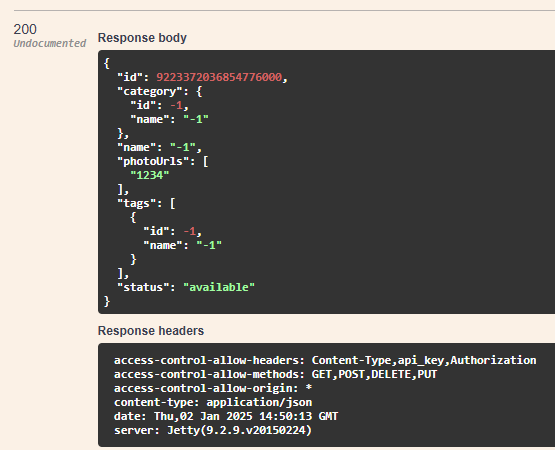 200
Undocumented
Response body
{
  "id": 9223372036854776000,
  "category": {
    "id": -1,
    "name": "-1"
  },
  "name": "-1",
  "photoUrls": [
    "1234"
  ],
  "tags": [
    {
      "id": -1,
      "name": "-1"
    }
  ],
  "status": "available"
}
Response headers
access-control-allow-headers: Content-Type,api_key,Authorization
access-control-allow-methods: GET,POST,DELETE,PUT
access-control-allow-origin: *
content-type: application/json
date: Thu,02 Jan 2025 14:50:13 GMT
server: Jetty(9.2.9.v20150224)